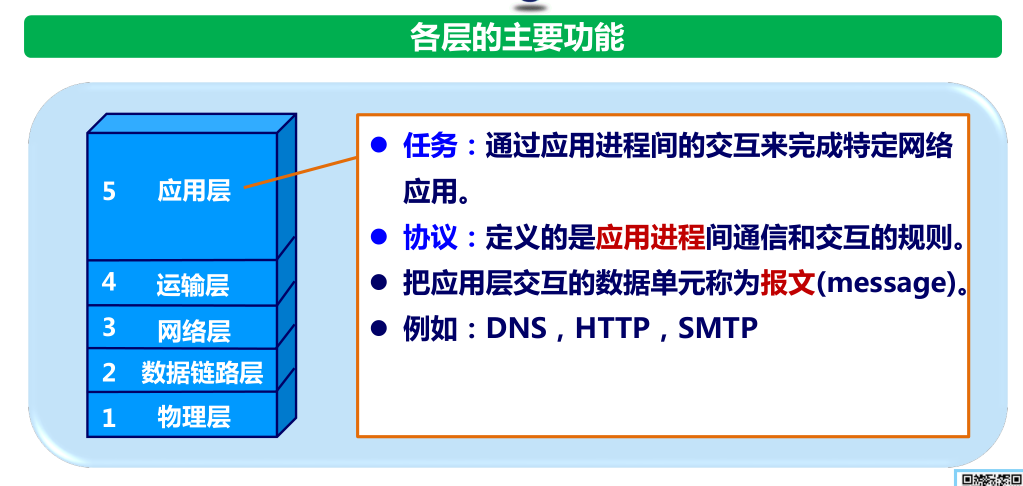 各层的主要功能
5 应用层
4 运输层
3 网络层
2 数据链路层
1 物理层
● 任务：通过应用进程间的交互来完成特定网络
应用。
● 协议：定义的是应用进程间通信和交互的规则。
● 把应用层交互的数据单元称为报文(message)。
● 例如：DNS，HTTP，SMTP